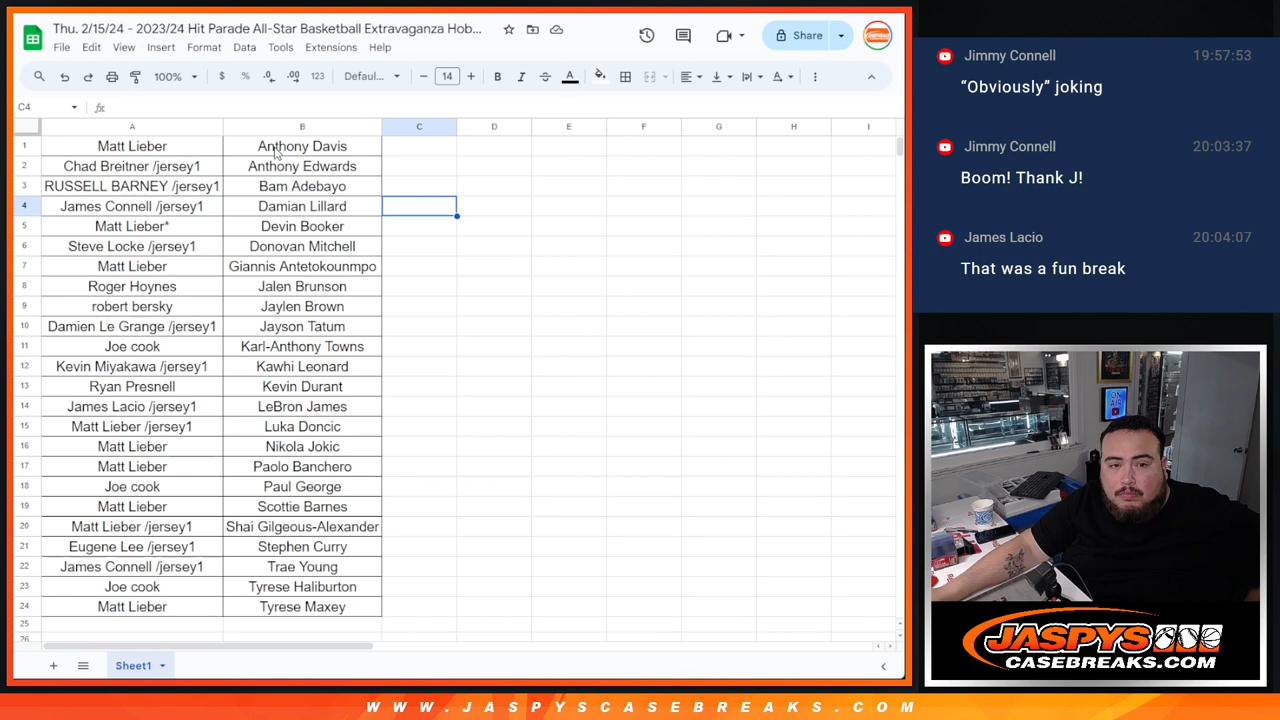 Thu. 2/15/24 - 2023/24 Hit Parade All-Star Basketball Extravaganza Hob...
Share
File Edit View Insert Format Data Tools Extensions Help
100% $ % .0 .00 123 Defaul... 14 B I A
C4 fx
A B C D E F G H I
1 Matt Lieber Anthony Davis
2 Chad Breitner /jersey1 Anthony Edwards
3 RUSSELL BARNEY /jersey1 Bam Adebayo
4 James Connell /jersey1 Damian Lillard
5 Matt Lieber* Devin Booker
6 Steve Locke /jersey1 Donovan Mitchell
7 Matt Lieber Giannis Antetokounmpo
8 Roger Hoynes Jalen Brunson
9 robert bersky Jaylen Brown
10 Damien Le Grange /jersey1 Jayson Tatum
11 Joe cook Karl-Anthony Towns
12 Kevin Miyakawa /jersey1 Kawhi Leonard
13 Ryan Presnell Kevin Durant
14 James Lacio /jersey1 LeBron James
15 Matt Lieber /jersey1 Luka Doncic
16 Matt Lieber Nikola Jokic
17 Matt Lieber Paolo Banchero
18 Joe cook Paul George
19 Matt Lieber Scottie Barnes
20 Matt Lieber /jersey1 Shai Gilgeous-Alexander
21 Eugene Lee /jersey1 Stephen Curry
22 James Connell /jersey1 Trae Young
23 Joe cook Tyrese Haliburton
24 Matt Lieber Tyrese Maxey
25
26
Sheet1
Jimmy Connell 19:57:53
“Obviously” joking
Jimmy Connell 20:03:37
Boom! Thank J!
James Lacio 20:04:07
That was a fun break
ON AIR
JASPYS
CASEBREAKS.COM
WWW.JASPYSCASEBREAKS.COM